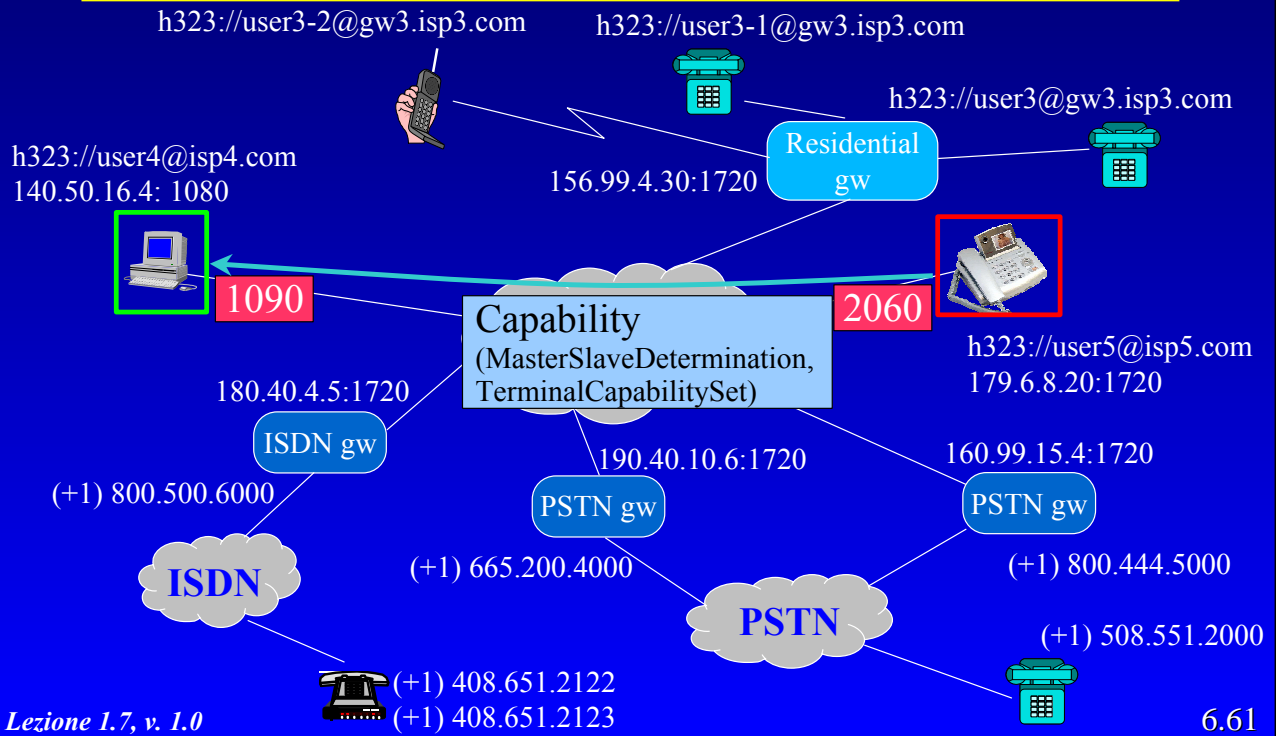 h323://user3-2@gw3.isp3.com
h323://user3-1@gw3.isp3.com
h323://user3@gw3.isp3.com
Residential
gw
h323://user4@isp4.com
140.50.16.4: 1080
156.99.4.30:1720
1090
2060
Capability
(MasterSlaveDetermination,
TerminalCapabilitySet)
h323://user5@isp5.com
179.6.8.20:1720
180.40.4.5:1720
ISDN gw
190.40.10.6:1720
160.99.15.4:1720
(+1) 800.500.6000
PSTN gw
PSTN gw
(+1) 665.200.4000
(+1) 800.444.5000
ISDN
PSTN
(+1) 508.551.2000
(+1) 408.651.2122
(+1) 408.651.2123
Lezione 1.7, v. 1.0
6.61